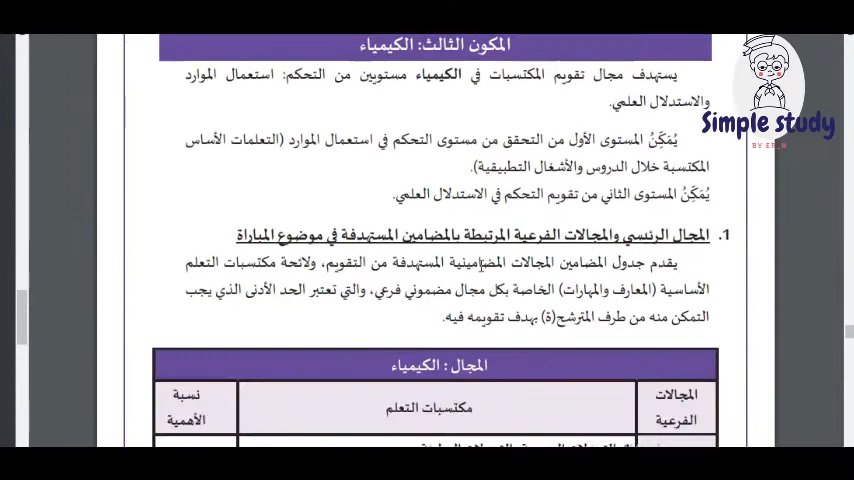 المكون الثالث: الكيمياء
يستهدف مجال تقويم المكتسبات في الكيمياء مستويين من التحكم: استعمال الموارد
والاستدلال العلمي.
يُمَكِّنُ المستوى الأول من التحقق من مستوى التحكم في استعمال الموارد (التعلمات الأساس
المكتسبة خلال الدروس والأشغال التطبيقية).
يُمَكِّنُ المستوى الثاني من تقويم التحكم في الاستدلال العلمي.
1. المجال الرئسي والمجالات الفرعية المرتبطة بالمضامين المستهدفة في موضوع المباراة
يقدم جدول المضامين المجالات المضامينية المستهدفة من التقويم، ولائحة مكتسبات التعلم
الأساسية (المعارف والمهارات) الخاصة بكل مجال مضموني فرعي، والتي تعتبر الحد الأدنى الذي يجب
التمكن منه من طرف المترشح(ة) بهدف تقويمه فيه.
المجال: الكيمياء
المجالات
الفرعية
مكتسبات التعلم
نسبة
الأهمية
Simple study
BY ER_H